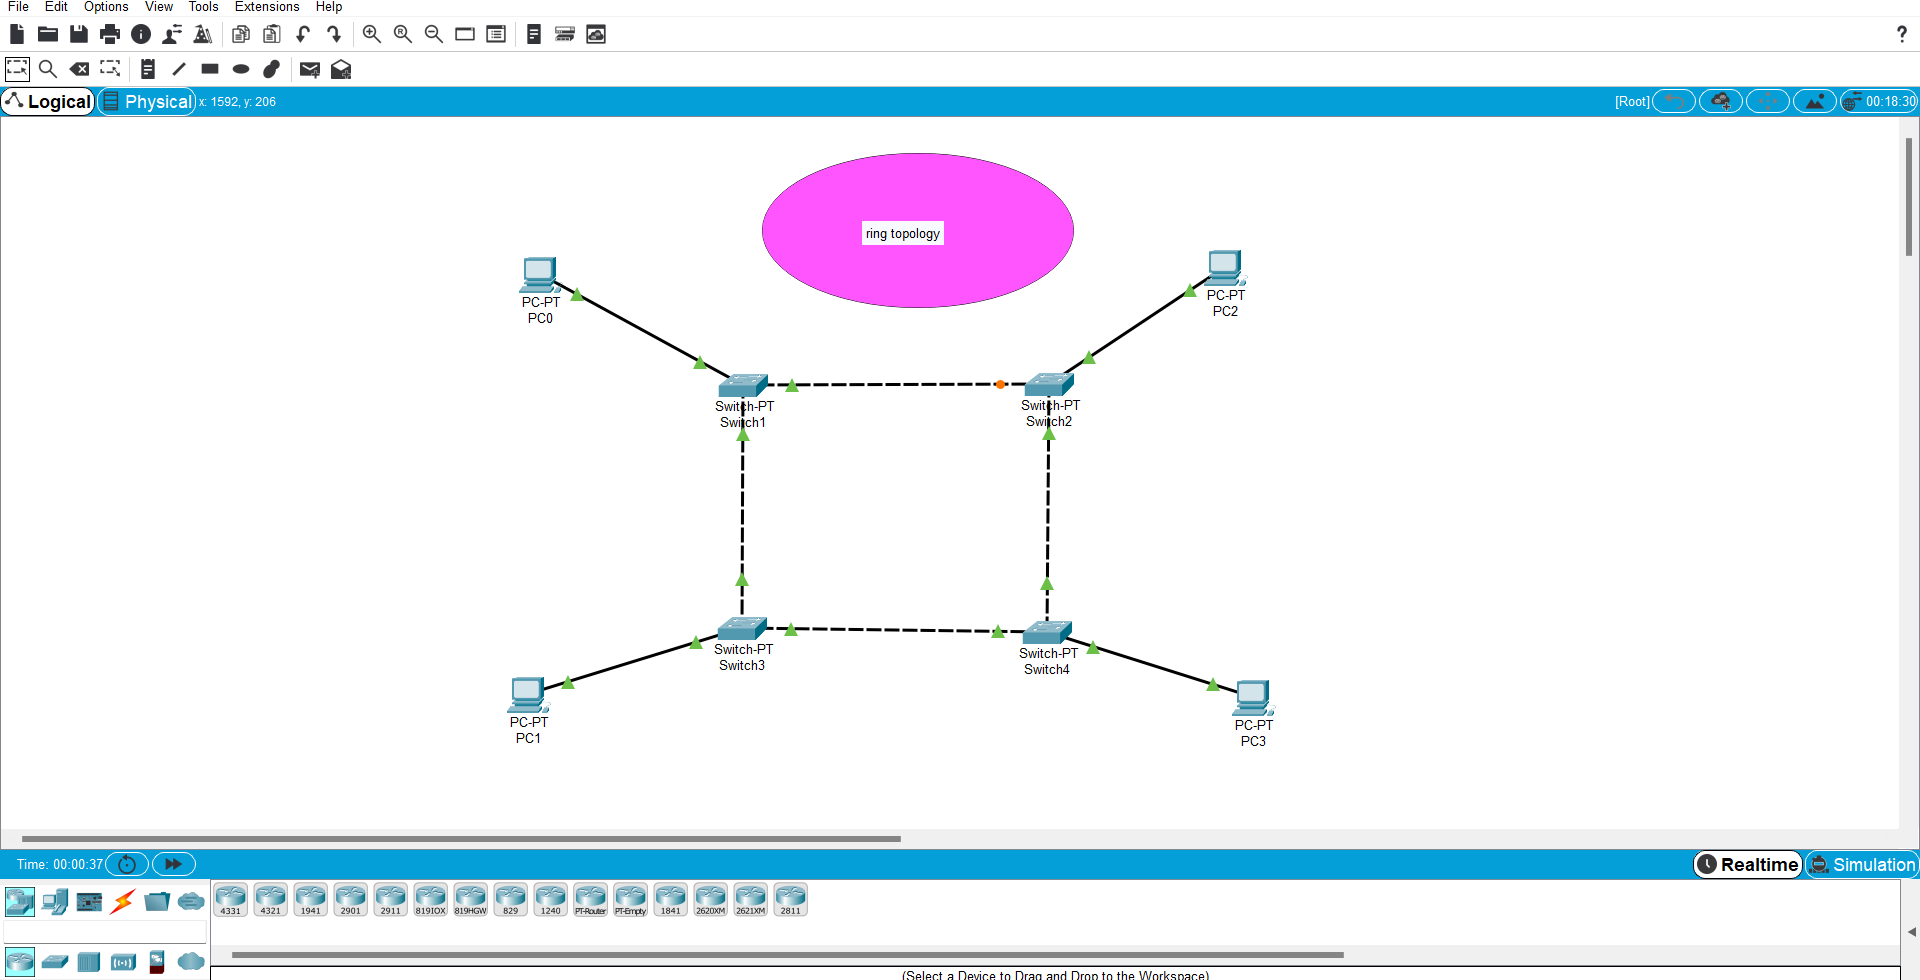 File Edit Options View Tools Extensions Help
?
Logical Physical x: 1592, y: 206 [Root] 00:18:30
ring topology
PC-PT
PC0
PC-PT
PC2
Switch-PT
Switch1
Switch-PT
Switch2
Switch-PT
Switch3
Switch-PT
Switch4
PC-PT
PC1
PC-PT
PC3
Time: 00:00:37 Realtime Simulation
4331 4321 1941 2901 2911 819IOX 819HGW 829 1240 PT-Router PT-Empty 1841 2620XM 2621XM 2811
(Select a Device to Drag and Drop to the Workspace)